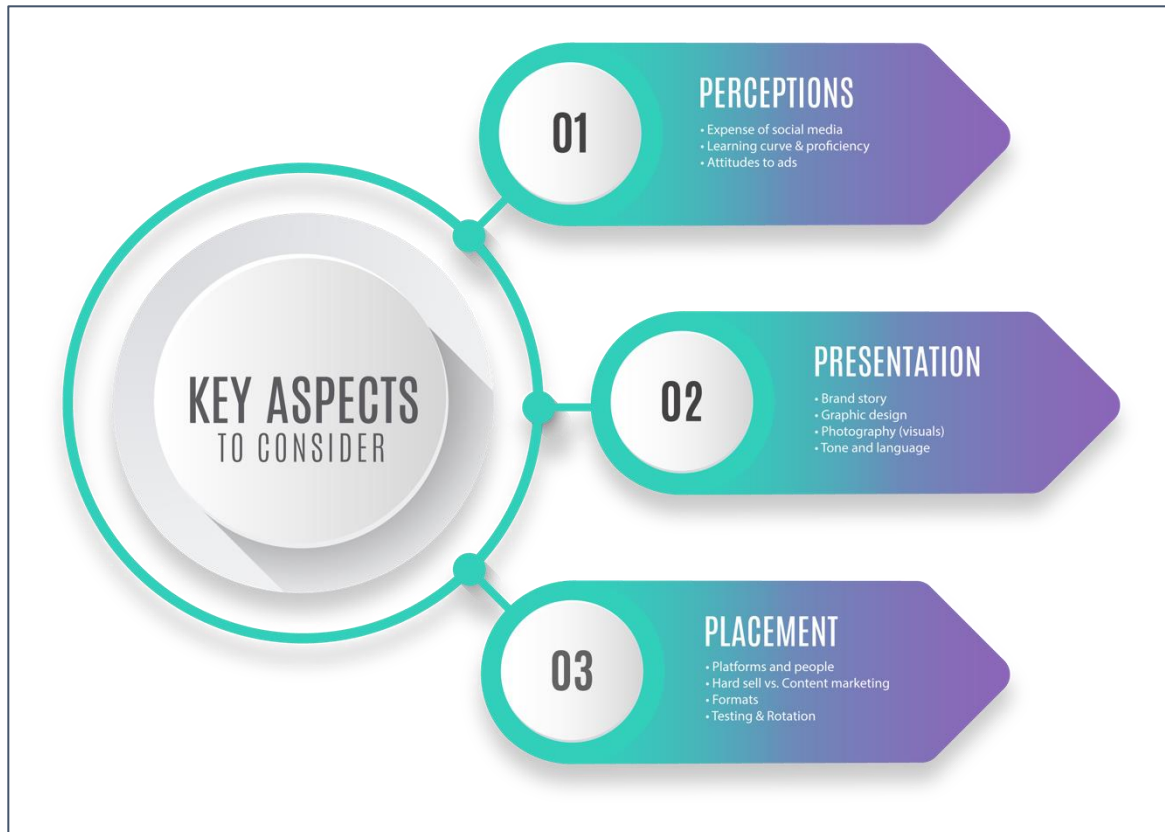 KEY ASPECTS
TO CONSIDER
01
PERCEPTIONS
• Expense of social media
• Learning curve & proficiency
• Attitudes to ads
02
PRESENTATION
• Brand story
• Graphic design
• Photography (visuals)
• Tone and language
03
PLACEMENT
• Platforms and people
• Hard sell vs. Content marketing
• Formats
• Testing & Rotation